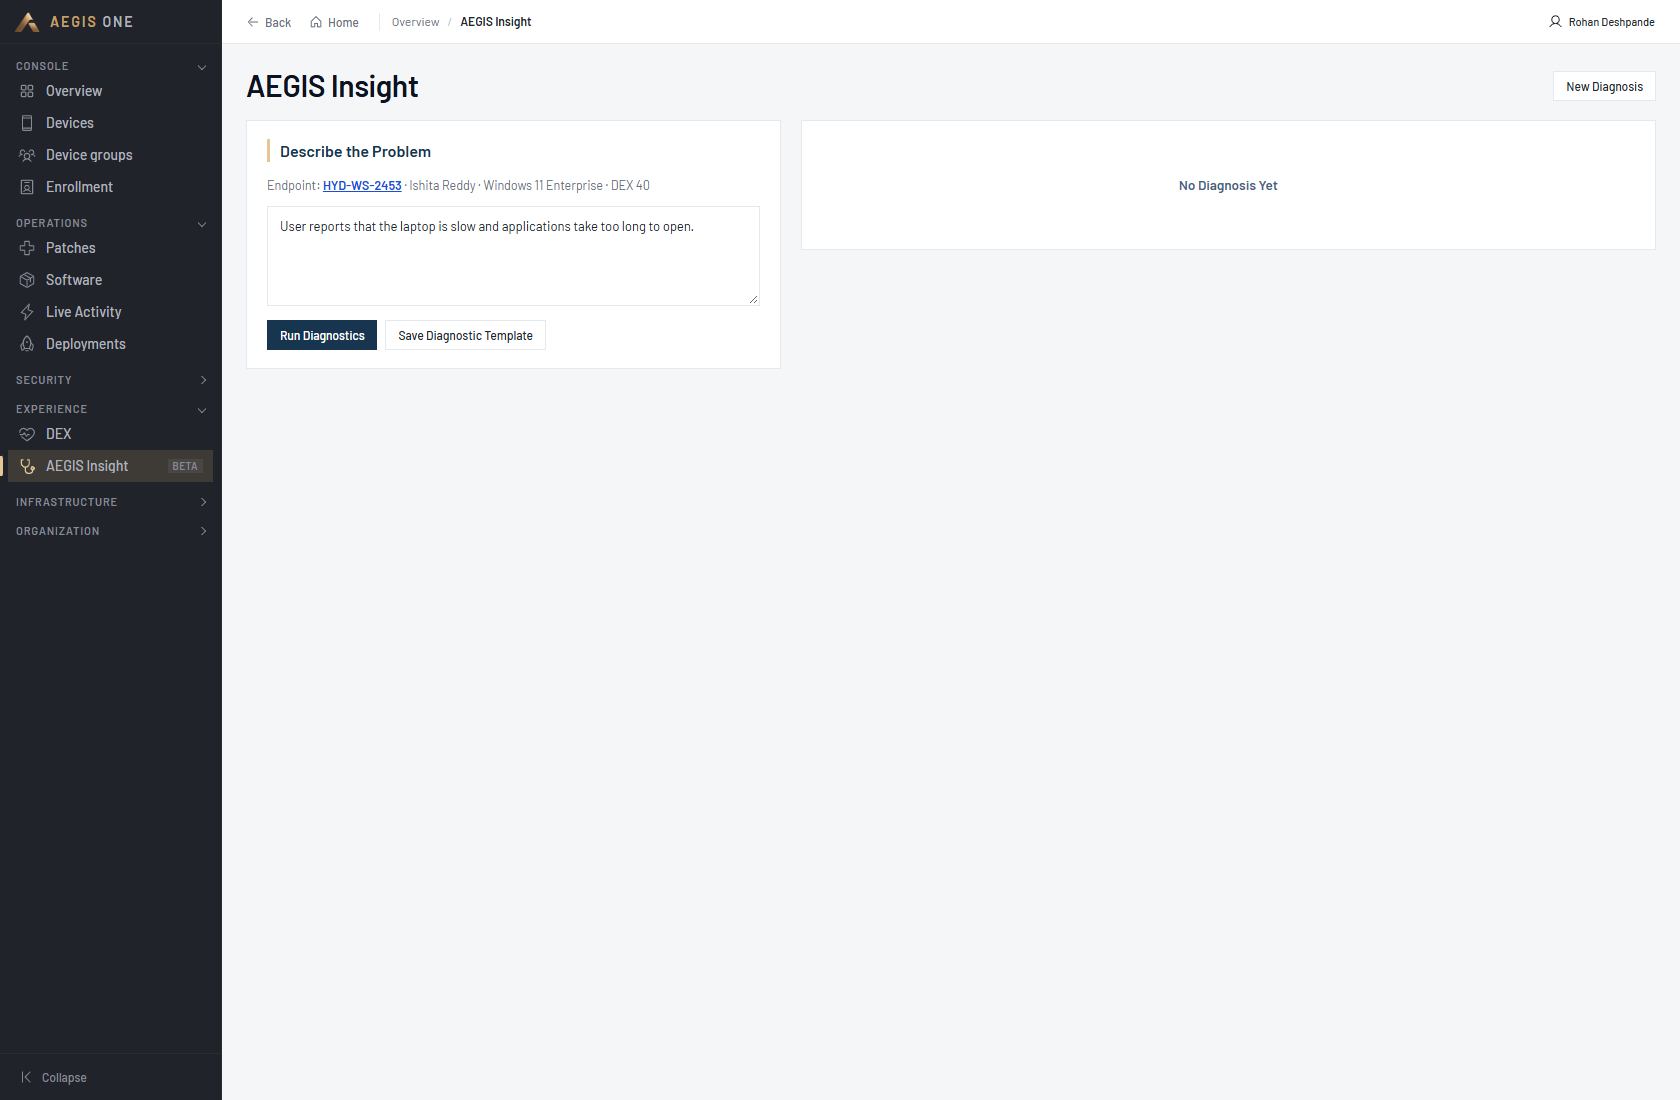 AEGIS ONE
CONSOLE
Overview
Devices
Device groups
Enrollment
OPERATIONS
Patches
Software
Live Activity
Deployments
SECURITY
EXPERIENCE
DEX
AEGIS Insight BETA
INFRASTRUCTURE
ORGANIZATION
Collapse
Back Home Overview / AEGIS Insight Rohan Deshpande
AEGIS Insight
New Diagnosis
Describe the Problem
Endpoint: HYD-WS-2453 · Ishita Reddy · Windows 11 Enterprise · DEX 40
User reports that the laptop is slow and applications take too long to open.
Run Diagnostics Save Diagnostic Template
No Diagnosis Yet